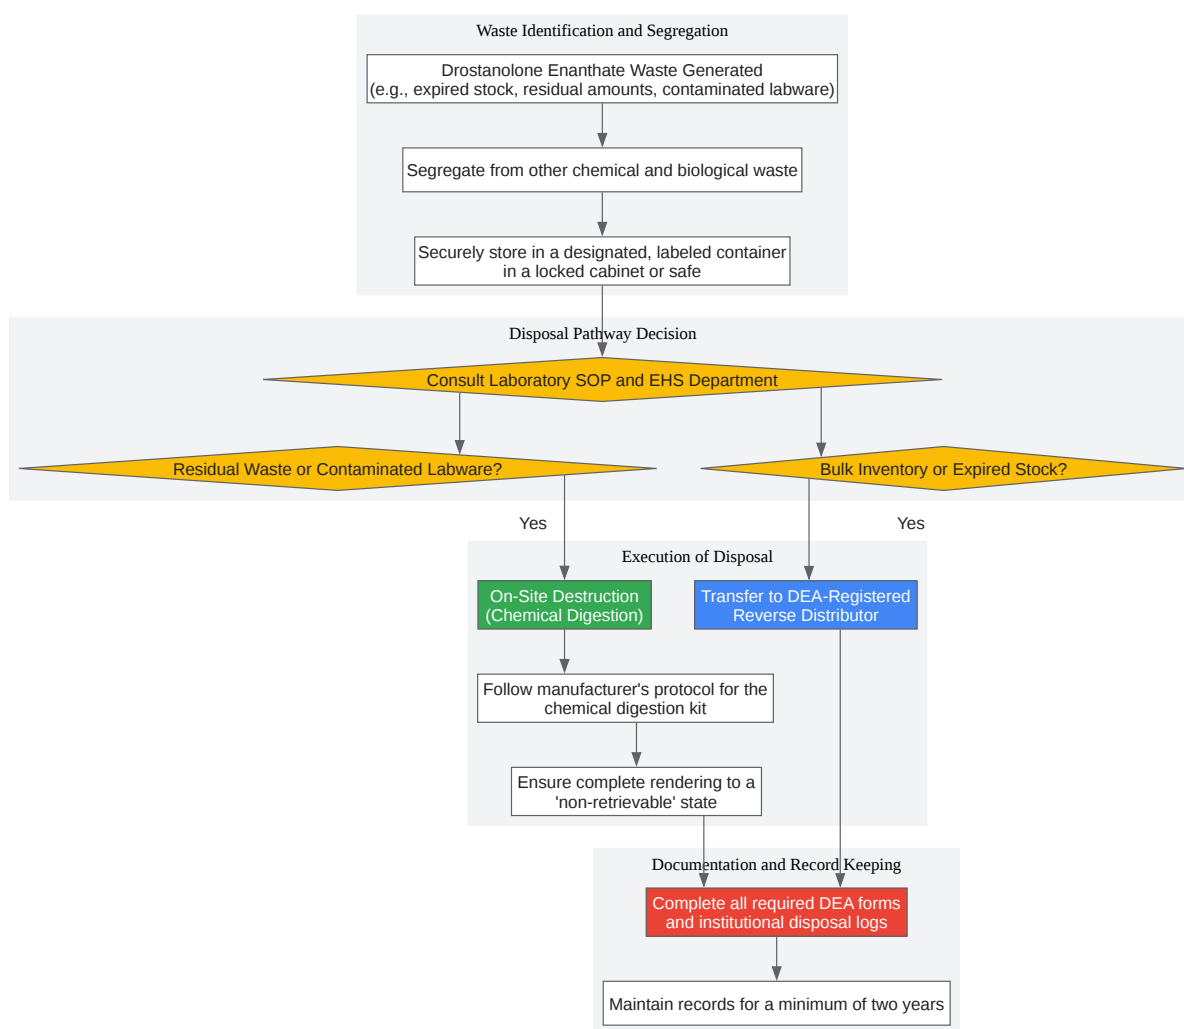 Waste Identification and Segregation
Drostanolone Enanthate Waste Generated
(e.g., expired stock, residual amounts, contaminated labware)
Segregate from other chemical and biological waste
Securely store in a designated, labeled container
in a locked cabinet or safe
Disposal Pathway Decision
Consult Laboratory SOP and EHS Department
Residual Waste or Contaminated Labware?
Bulk Inventory or Expired Stock?
Yes
Yes
Execution of Disposal
On-Site Destruction
(Chemical Digestion)
Transfer to DEA-Registered
Reverse Distributor
Follow manufacturer's protocol for the
chemical digestion kit
Ensure complete rendering to a
'non-retrievable' state
Documentation and Record Keeping
Complete all required DEA forms
and institutional disposal logs
Maintain records for a minimum of two years